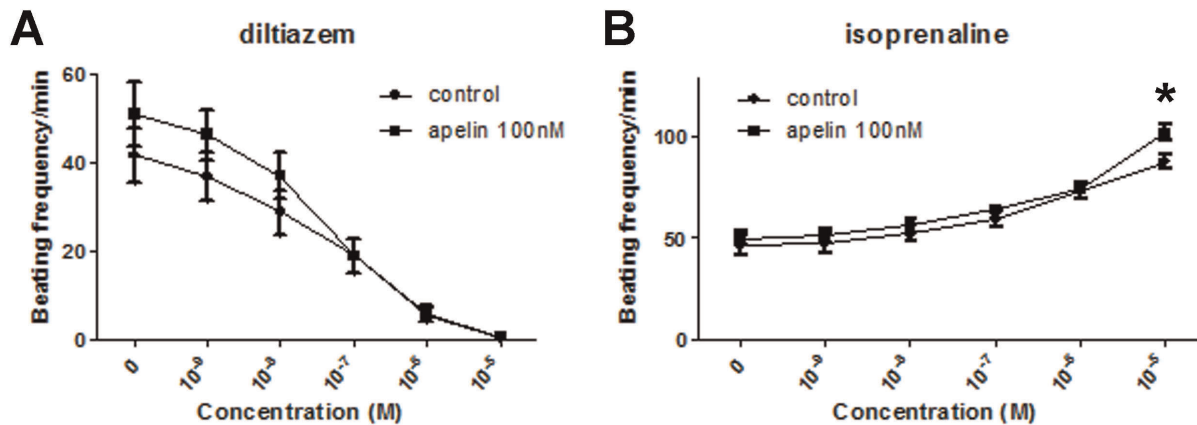 A
diltiazem
Beating frequency/min
60
40
20
0
control
apelin 100nM
0
10⁻⁹
10⁻⁸
10⁻⁷
10⁻⁶
10⁻⁵
Concentration (M)
B
isoprenaline
Beating frequency/min
100
50
0
control
apelin 100nM
*
0
10⁻⁹
10⁻⁸
10⁻⁷
10⁻⁶
10⁻⁵
Concentration (M)